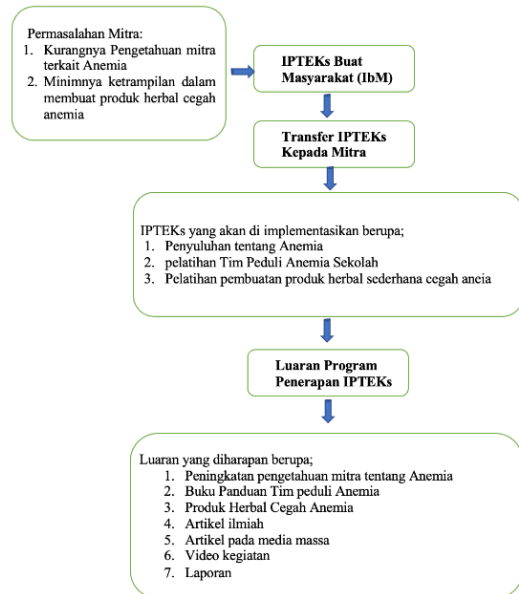 Permasalahan Mitra:
1. Kurangnya Pengetahuan mitra
terkait Anemia
2. Minimnya ketrampilan dalam
membuat produk herbal cegah
anemia
IPTEKs Buat
Masyarakat (IbM)
Transfer IPTEKs
Kepada Mitra
IPTEKs yang akan di implementasikan berupa;
1. Penyuluhan tentang Anemia
2. pelatihan Tim Peduli Anemia Sekolah
3. Pelatihan pembuatan produk herbal sederhana cegah aneia
Luaran Program
Penerapan IPTEKs
Luaran yang diharapan berupa;
1. Peningkatan pengetahuan mitra tentang Anemia
2. Buku Panduan Tim peduli Anemia
3. Produk Herbal Cegah Anemia
4. Artikel ilmiah
5. Artikel pada media massa
6. Video kegiatan
7. Laporan